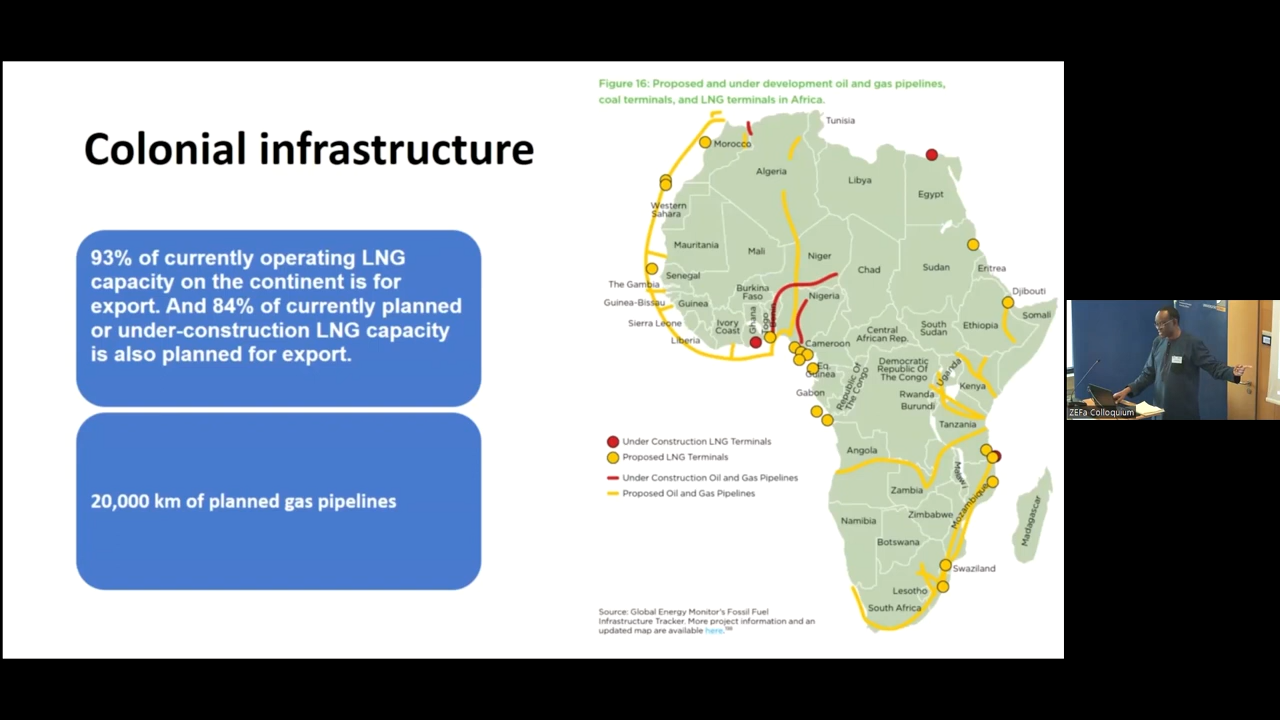 Colonial infrastructure
93% of currently operating LNG
capacity on the continent is for
export. And 84% of currently planned
or under-construction LNG capacity
is also planned for export.
20,000 km of planned gas pipelines
Figure 16: Proposed and under development oil and gas pipelines,
coal terminals, and LNG terminals in Africa.
Tunisia
Morocco
Algeria
Libya
Egypt
Western
Sahara
Mauritania
Mali
Niger
Chad
Sudan
Eritrea
Senegal
The Gambia
Burkina
Faso
Djibouti
Guinea-Bissau
Guinea
Nigeria
Somali
Sierra Leone
Ivory
Coast
Ghana
Togo
Benin
South
Sudan
Ethiopia
Liberia
Cameroon
Central
African Rep.
Eq.
Guinea
Democratic
Republic Of
The Congo
Uganda
Kenya
Gabon
Republic Of
The Congo
Rwanda
Burundi
Tanzania
Under Construction LNG Terminals
Proposed LNG Terminals
Under Construction Oil and Gas Pipelines
Proposed Oil and Gas Pipelines
Angola
Malawi
Zambia
Mozambique
Zimbabwe
Madagascar
Namibia
Botswana
Swaziland
Lesotho
South Africa
Source: Global Energy Monitor's Fossil Fuel
Infrastructure Tracker. More project information and an
updated map are available here.
ZEFa Colloquium